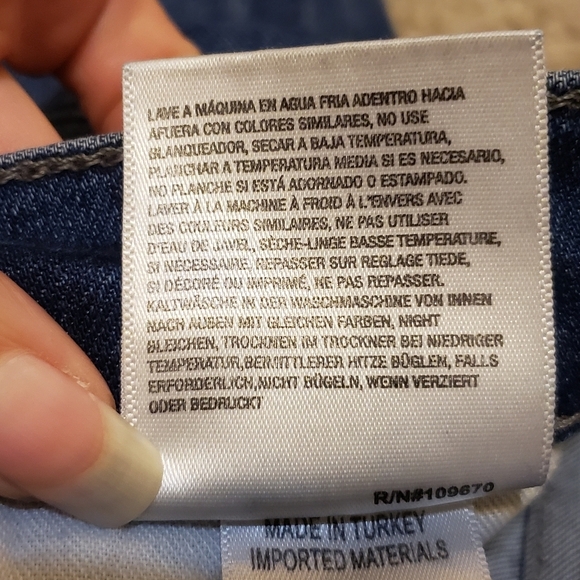 LAVE A MÁQUINA EN AGUA FRIA ADENTRO HACIA
AFUERA CON COLORES SIMILARES, NO USE
BLANQUEADOR, SECAR A BAJA TEMPERATURA,
PLANCHAR A TEMPERATURA MEDIA SI ES NECESARIO,
NO PLANCHE SI ESTÁ ADORNADO O ESTAMPADO.
LAVER À LA MACHINE À FROID À L'ENVERS AVEC
DES COULEURS SIMILAIRES, NE PAS UTILISER
D'EAU DE JAVEL, SÈCHE-LINGE BASSE TEMPERATURE,
SI NÉCESSAIRE, REPASSER SUR REGLAGE TIEDE,
SI DÉCORÉ OU IMPRIMÉ, NE PAS REPASSER.
KALTWÄSCHE IN DER WASCHMASCHINE VON INNEN
NACH AUßEN MIT GLEICHEN FARBEN, NIGHT
BLEICHEN, TROCKNEN IM TROCKNER BEI NIEDRIGER
TEMPERATUR,BEIMITTLERER HITZE BÜGLEN, FALLS
ERFORDERLICH,NICHT BÜGELN, WENN VERZIERT
ODER BEDRUCKT
R/N#109670
MADE IN TURKEY
IMPORTED MATERIALS